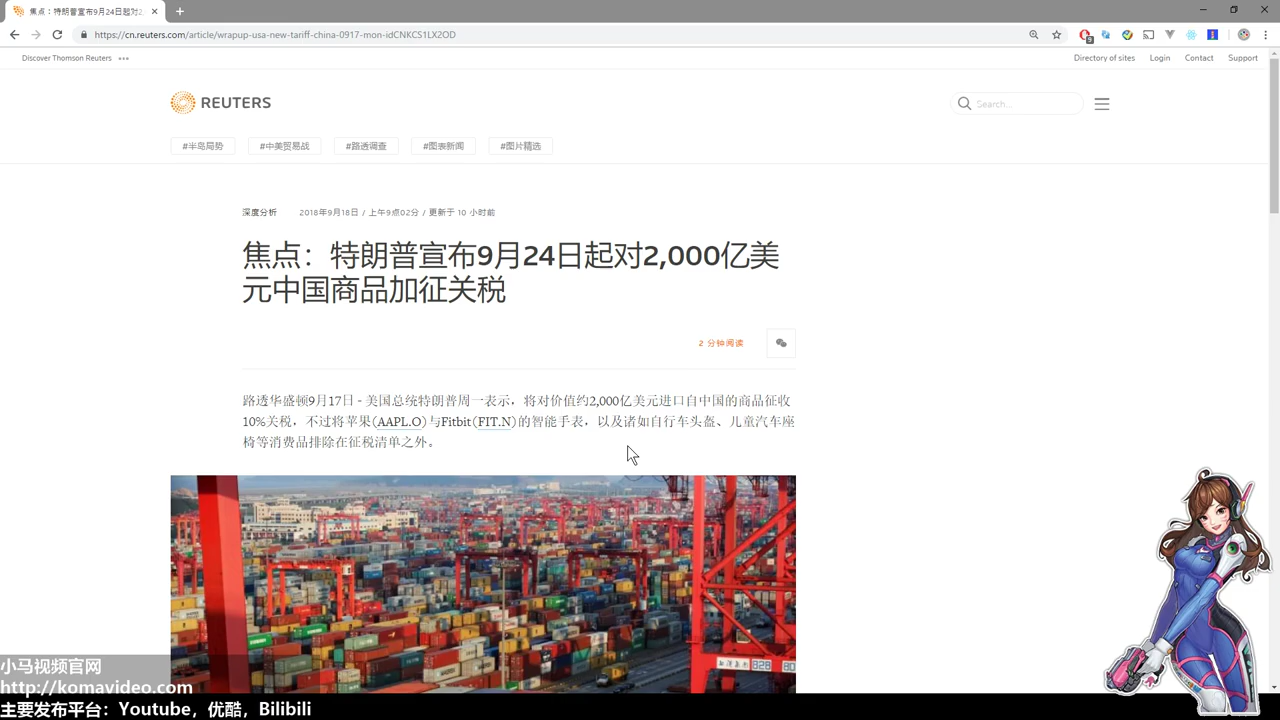 焦点：特朗普宣布9月24日起对2
https://cn.reuters.com/article/wrapup-usa-new-tariff-china-0917-mon-idCNKCS1LX2OD
Discover Thomson Reuters
Directory of sites Login Contact Support
REUTERS
Search...
#半岛局势 #中美贸易战 #路透调查 #图表新闻 #图片精选
深度分析 2018年9月18日 / 上午9点02分 / 更新于 10 小时前
焦点：特朗普宣布9月24日起对2,000亿美
元中国商品加征关税
2 分钟阅读
路透华盛顿9月17日 - 美国总统特朗普周一表示，将对价值约2,000亿美元进口自中国的商品征收
10%关税，不过将苹果(AAPL.O)与Fitbit(FIT.N)的智能手表，以及诸如自行车头盔、儿童汽车座
椅等消费品排除在征税清单之外。
小马视频官网
http://komavideo.com
主要发布平台：Youtube，优酷，Bilibili